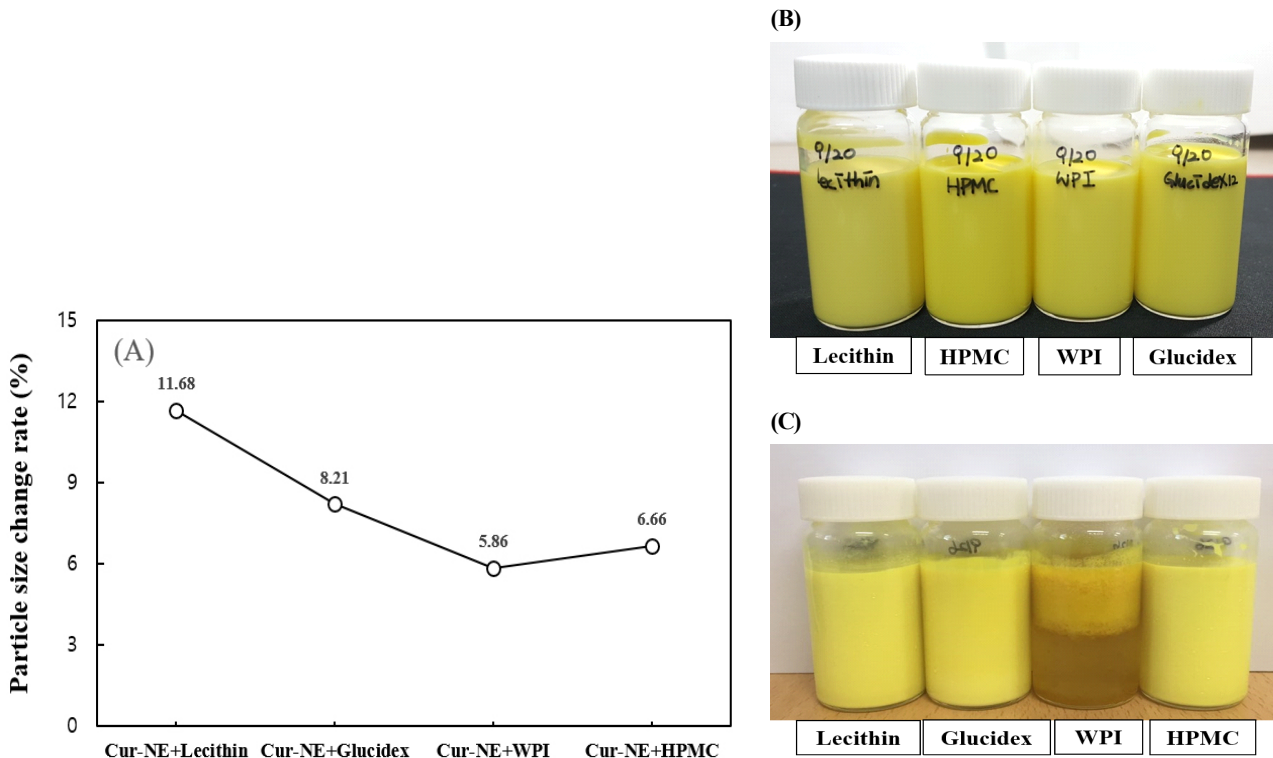 (B)
9/20
Lecithin
9/20
HPMC
9/20
WPI
9/20
Glucidex12
Lecithin
HPMC
WPI
Glucidex
(A)
Particle size change rate (%)
15
12
9
6
3
0
11.68
8.21
5.86
6.66
Cur-NE+Lecithin
Cur-NE+Glucidex
Cur-NE+WPI
Cur-NE+HPMC
(C)
Lecithin
Glucidex
WPI
HPMC